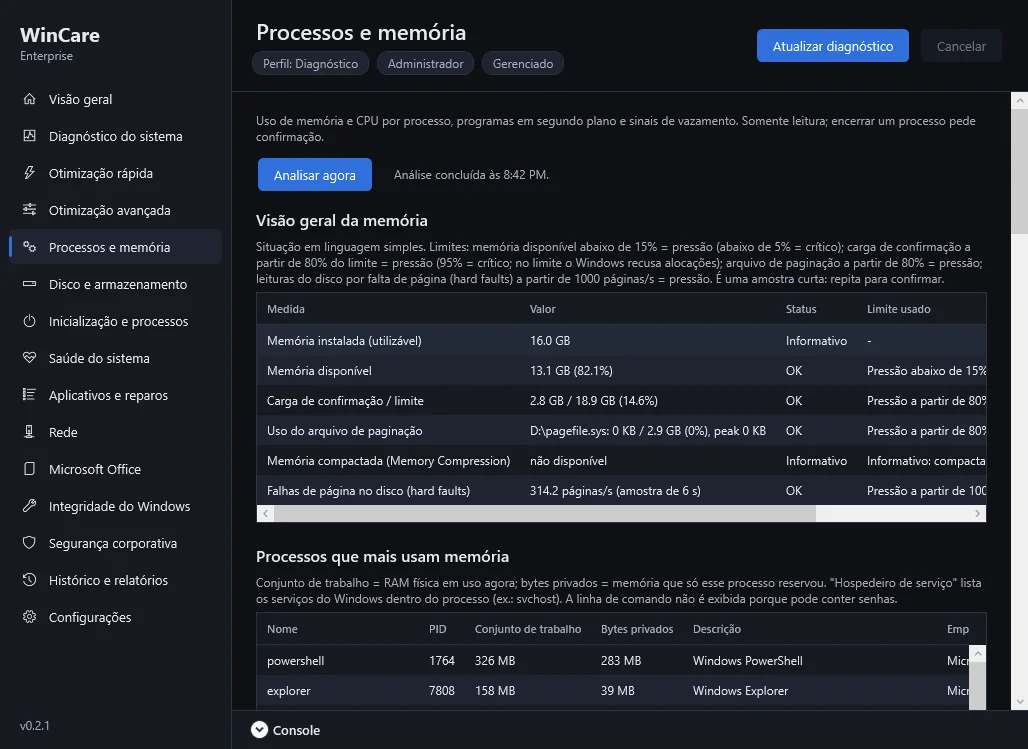 WinCare
Enterprise
Visão geral
Diagnóstico do sistema
Otimização rápida
Otimização avançada
Processos e memória
Disco e armazenamento
Inicialização e processos
Saúde do sistema
Aplicativos e reparos
Rede
Microsoft Office
Integridade do Windows
Segurança corporativa
Histórico e relatórios
Configurações
v0.2.1
Processos e memória
Perfil: Diagnóstico Administrador Gerenciado
Atualizar diagnóstico Cancelar
Uso de memória e CPU por processo, programas em segundo plano e sinais de vazamento. Somente leitura; encerrar um processo pede
confirmação.
Analisar agora Análise concluída às 8:42 PM.
Visão geral da memória
Situação em linguagem simples. Limites: memória disponível abaixo de 15% = pressão (abaixo de 5% = crítico); carga de confirmação a
partir de 80% do limite = pressão (95% = crítico; no limite o Windows recusa alocações); arquivo de paginação a partir de 80% = pressão;
leituras do disco por falta de página (hard faults) a partir de 1000 páginas/s = pressão. É uma amostra curta: repita para confirmar.
Medida Valor Status Limite usado
Memória instalada (utilizável) 16.0 GB Informativo -
Memória disponível 13.1 GB (82.1%) OK Pressão abaixo de 15%
Carga de confirmação / limite 2.8 GB / 18.9 GB (14.6%) OK Pressão a partir de 80%
Uso do arquivo de paginação D:\pagefile.sys: 0 KB / 2.9 GB (0%), peak 0 KB OK Pressão a partir de 80%
Memória compactada (Memory Compression) não disponível Informativo Informativo: compacta
Falhas de página no disco (hard faults) 314.2 páginas/s (amostra de 6 s) OK Pressão a partir de 100
Processos que mais usam memória
Conjunto de trabalho = RAM física em uso agora; bytes privados = memória que só esse processo reservou. "Hospedeiro de serviço" lista
os serviços do Windows dentro do processo (ex.: svchost). A linha de comando não é exibida porque pode conter senhas.
Nome PID Conjunto de trabalho Bytes privados Descrição Emp
powershell 1764 326 MB 283 MB Windows PowerShell Micr
explorer 7808 158 MB 39 MB Windows Explorer Micr
Console